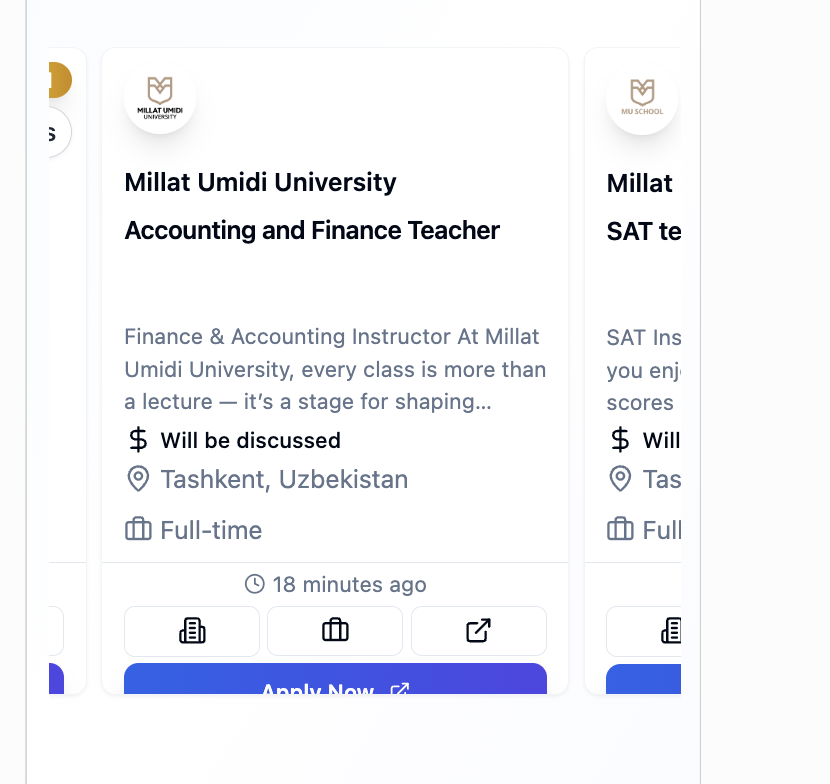 S
MILLAT UMIDI
UNIVERSITY
Millat Umidi University
Accounting and Finance Teacher
Finance & Accounting Instructor At Millat
Umidi University, every class is more than
a lecture — it’s a stage for shaping...
Will be discussed
Tashkent, Uzbekistan
Full-time
18 minutes ago
Apply Now
MU SCHOOL
Millat
SAT te
SAT Ins
you enj
scores
Will
Tas
Full